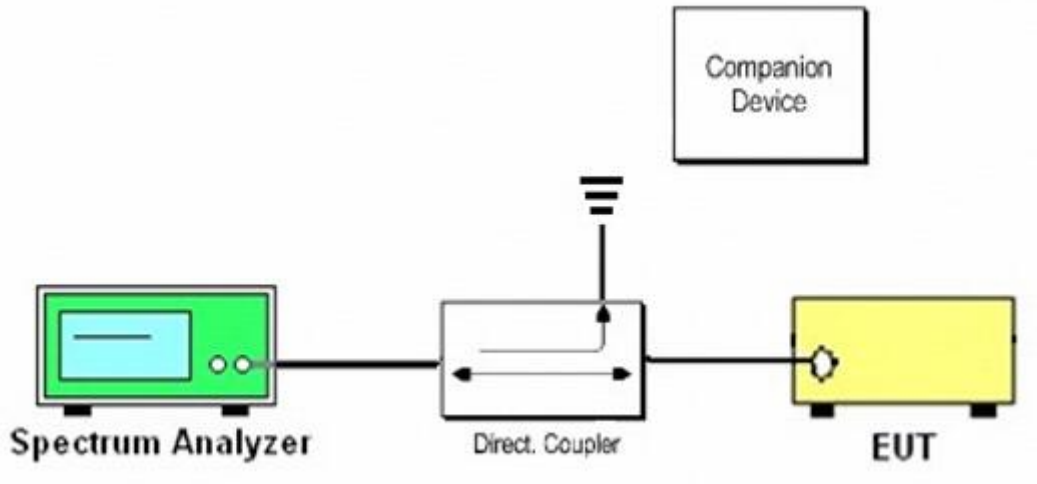 Companion
Device
Spectrum Analyzer
Direct. Coupler
EUT